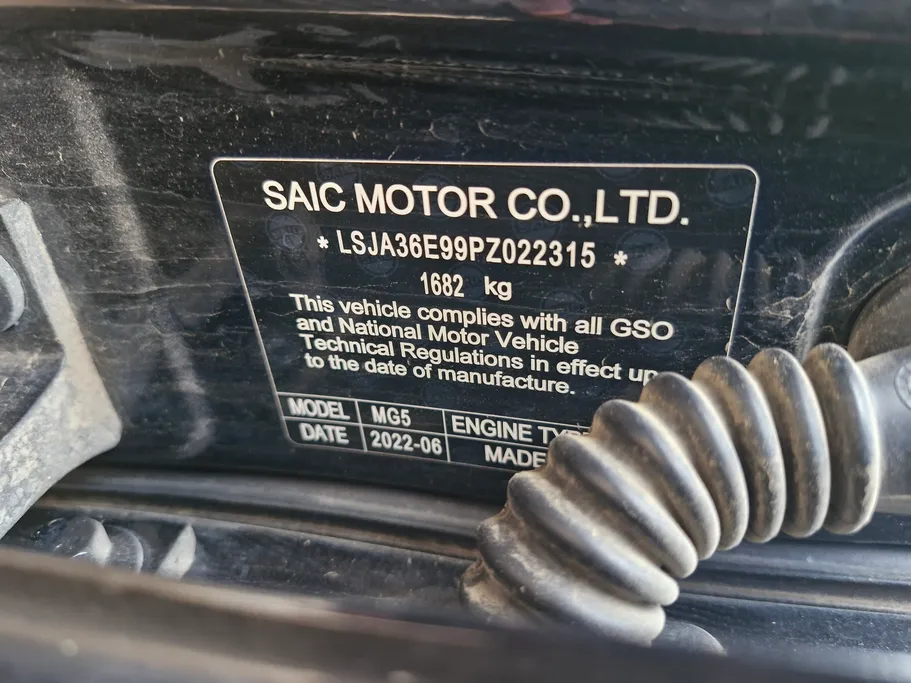 SAIC MOTOR CO.,LTD.
* LSJA36E99PZ022315 *
1682 kg
This vehicle complies with all GSO
and National Motor Vehicle
Technical Regulations in effect up
to the date of manufacture.
MODEL MG5 ENGINE
DATE 2022-06 MADE